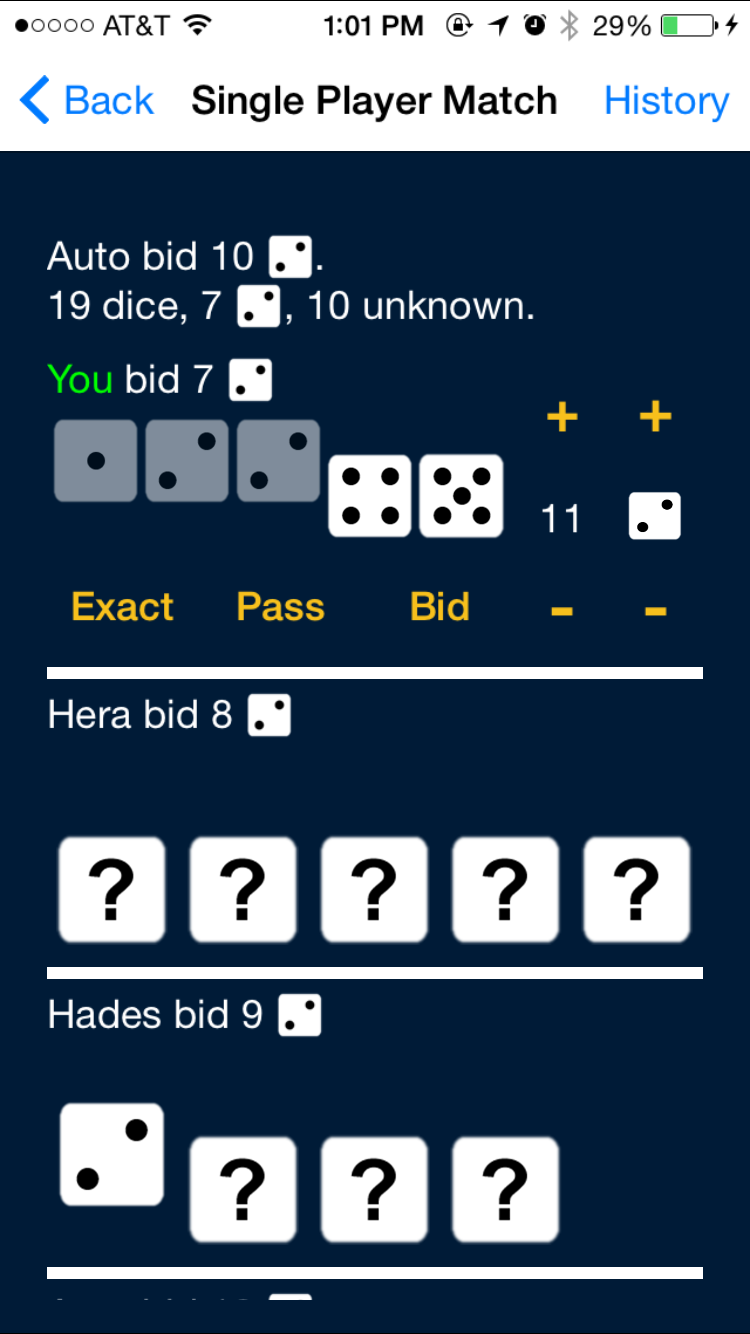 AT&T 1:01 PM 29%
Back Single Player Match History
Auto bid 10 .
19 dice, 7 , 10 unknown.
You bid 7
+ +
11
Exact Pass Bid - -
Hera bid 8
? ? ? ? ?
Hades bid 9
? ? ?